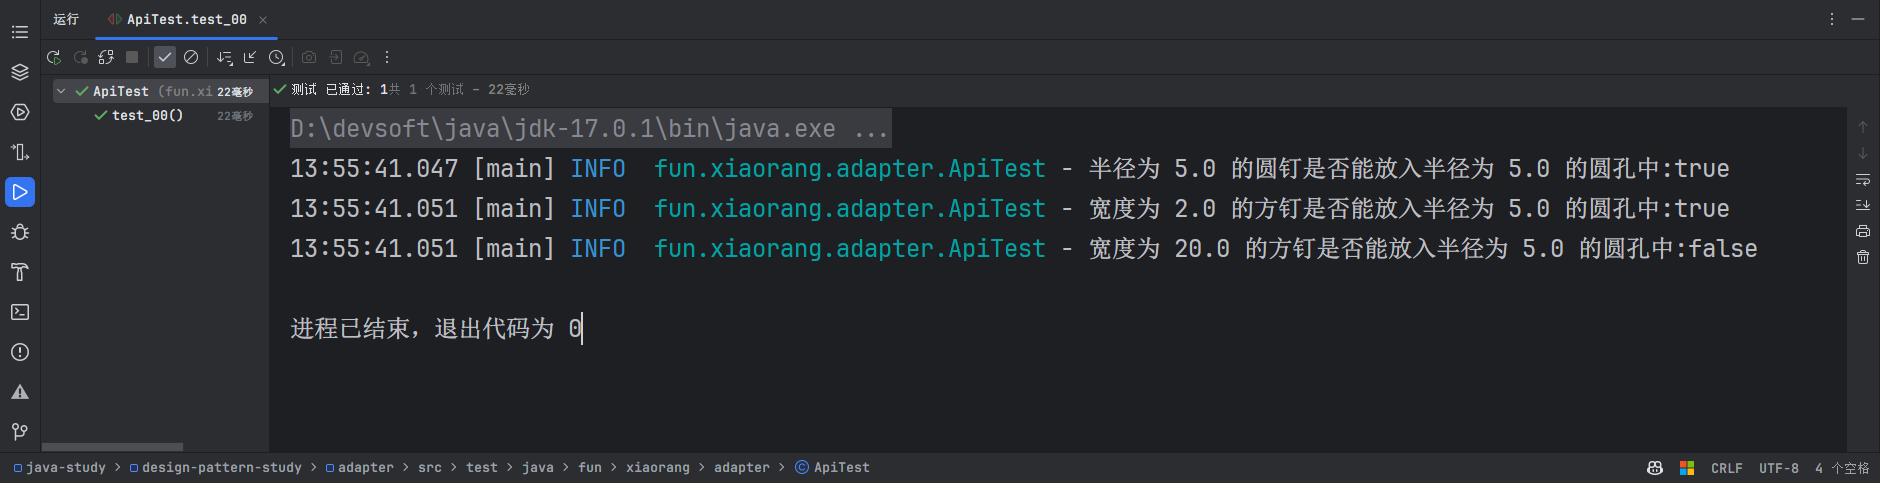 运行 ApiTest.test_00
ApiTest (fun.xi 22毫秒
测试 已通过: 1共 1 个测试 – 22毫秒
test_00() 22毫秒
D:\devsoft\java\jdk-17.0.1\bin\java.exe ...
13:55:41.047 [main] INFO  fun.xiaorang.adapter.ApiTest - 半径为 5.0 的圆钉是否能放入半径为 5.0 的圆孔中:true
13:55:41.051 [main] INFO  fun.xiaorang.adapter.ApiTest - 宽度为 2.0 的方钉是否能放入半径为 5.0 的圆孔中:true
13:55:41.051 [main] INFO  fun.xiaorang.adapter.ApiTest - 宽度为 20.0 的方钉是否能放入半径为 5.0 的圆孔中:false
进程已结束，退出代码为 0
java-study > design-pattern-study > adapter > src > test > java > fun > xiaorang > adapter > ApiTest
CRLF UTF-8 4 个空格